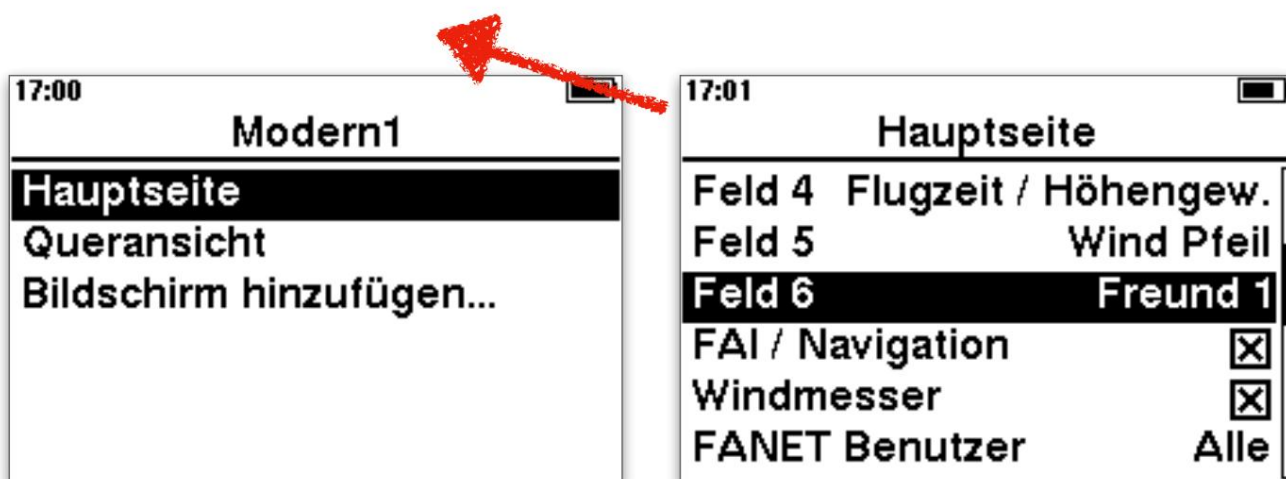 17:00
Modern1
Hauptseite
Queransicht
Bildschirm hinzufügen...
17:01
Hauptseite
Feld 4 Flugzeit / Höhengew.
Feld 5 Wind Pfeil
Feld 6 Freund 1
FAI / Navigation
Windmesser
FANET Benutzer Alle